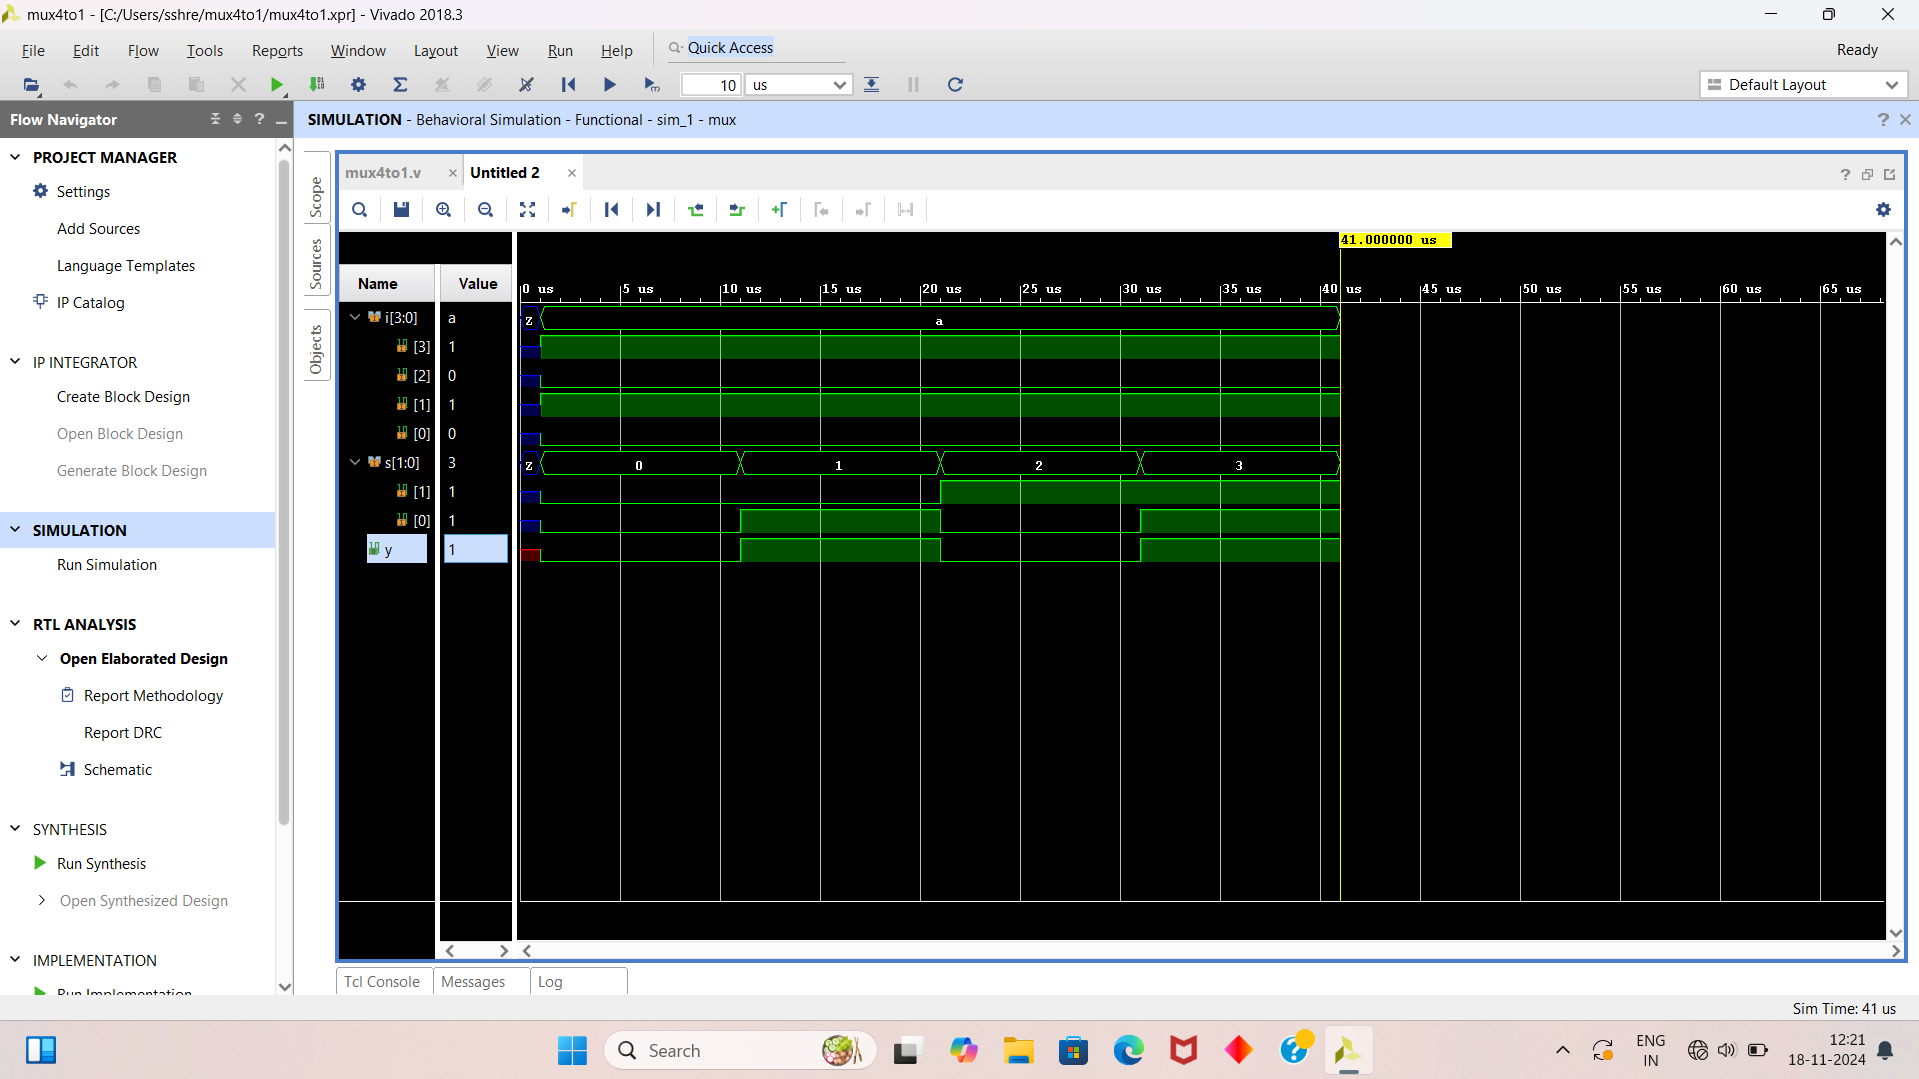 mux4to1 - [C:/Users/sshre/mux4to1/mux4to1.xpr] - Vivado 2018.3
File Edit Flow Tools Reports Window Layout View Run Help Quick Access Ready
10 us Default Layout
Flow Navigator
SIMULATION - Behavioral Simulation - Functional - sim_1 - mux
PROJECT MANAGER
Settings
Add Sources
Language Templates
IP Catalog
IP INTEGRATOR
Create Block Design
Open Block Design
Generate Block Design
SIMULATION
Run Simulation
RTL ANALYSIS
Open Elaborated Design
Report Methodology
Report DRC
Schematic
SYNTHESIS
Run Synthesis
Open Synthesized Design
IMPLEMENTATION
Run Implementation
Scope
Sources
Objects
mux4to1.v
Untitled 2
41.000000 us
Name Value
0 us 5 us 10 us 15 us 20 us 25 us 30 us 35 us 40 us 45 us 50 us 55 us 60 us 65 us
i[3:0] a Z a
[3] 1
[2] 0
[1] 1
[0] 0
s[1:0] 3 Z 0 1 2 3
[1] 1
[0] 1
y 1
Tcl Console Messages Log
Sim Time: 41 us
Search
ENG
IN
12:21
18-11-2024